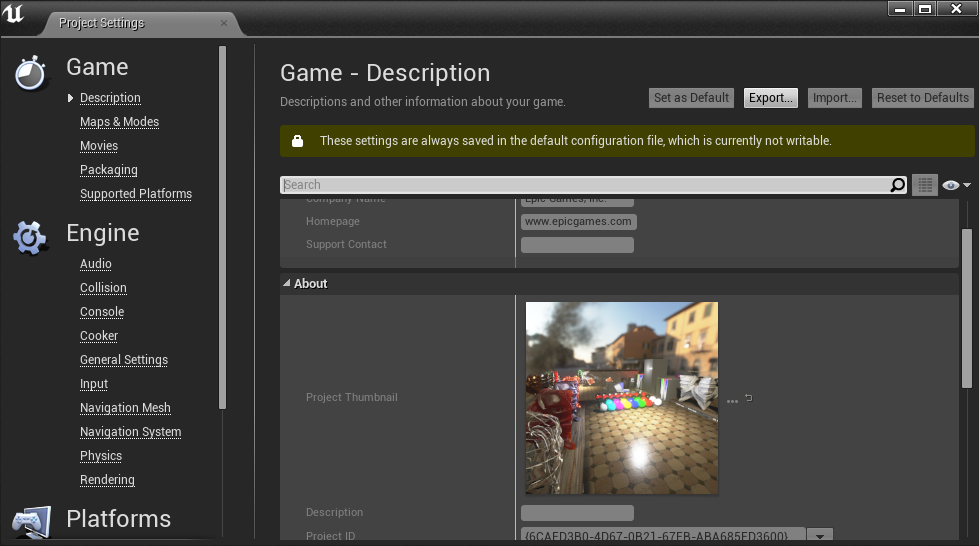 Project Settings
Game
Description
Maps & Modes
Movies
Packaging
Supported Platforms
Engine
Audio
Collision
Console
Cooker
General Settings
Input
Navigation Mesh
Navigation System
Physics
Rendering
Platforms
Game - Description
Descriptions and other information about your game.
Set as Default
Export...
Import...
Reset to Defaults
These settings are always saved in the default configuration file, which is currently not writable.
Search
Company Name
Epic Games, Inc.
Homepage
www.epicgames.com
Support Contact
About
Project Thumbnail
Description
Project ID
{6CAED3B0-4D67-0B21-67EB-ABA685ED3600}